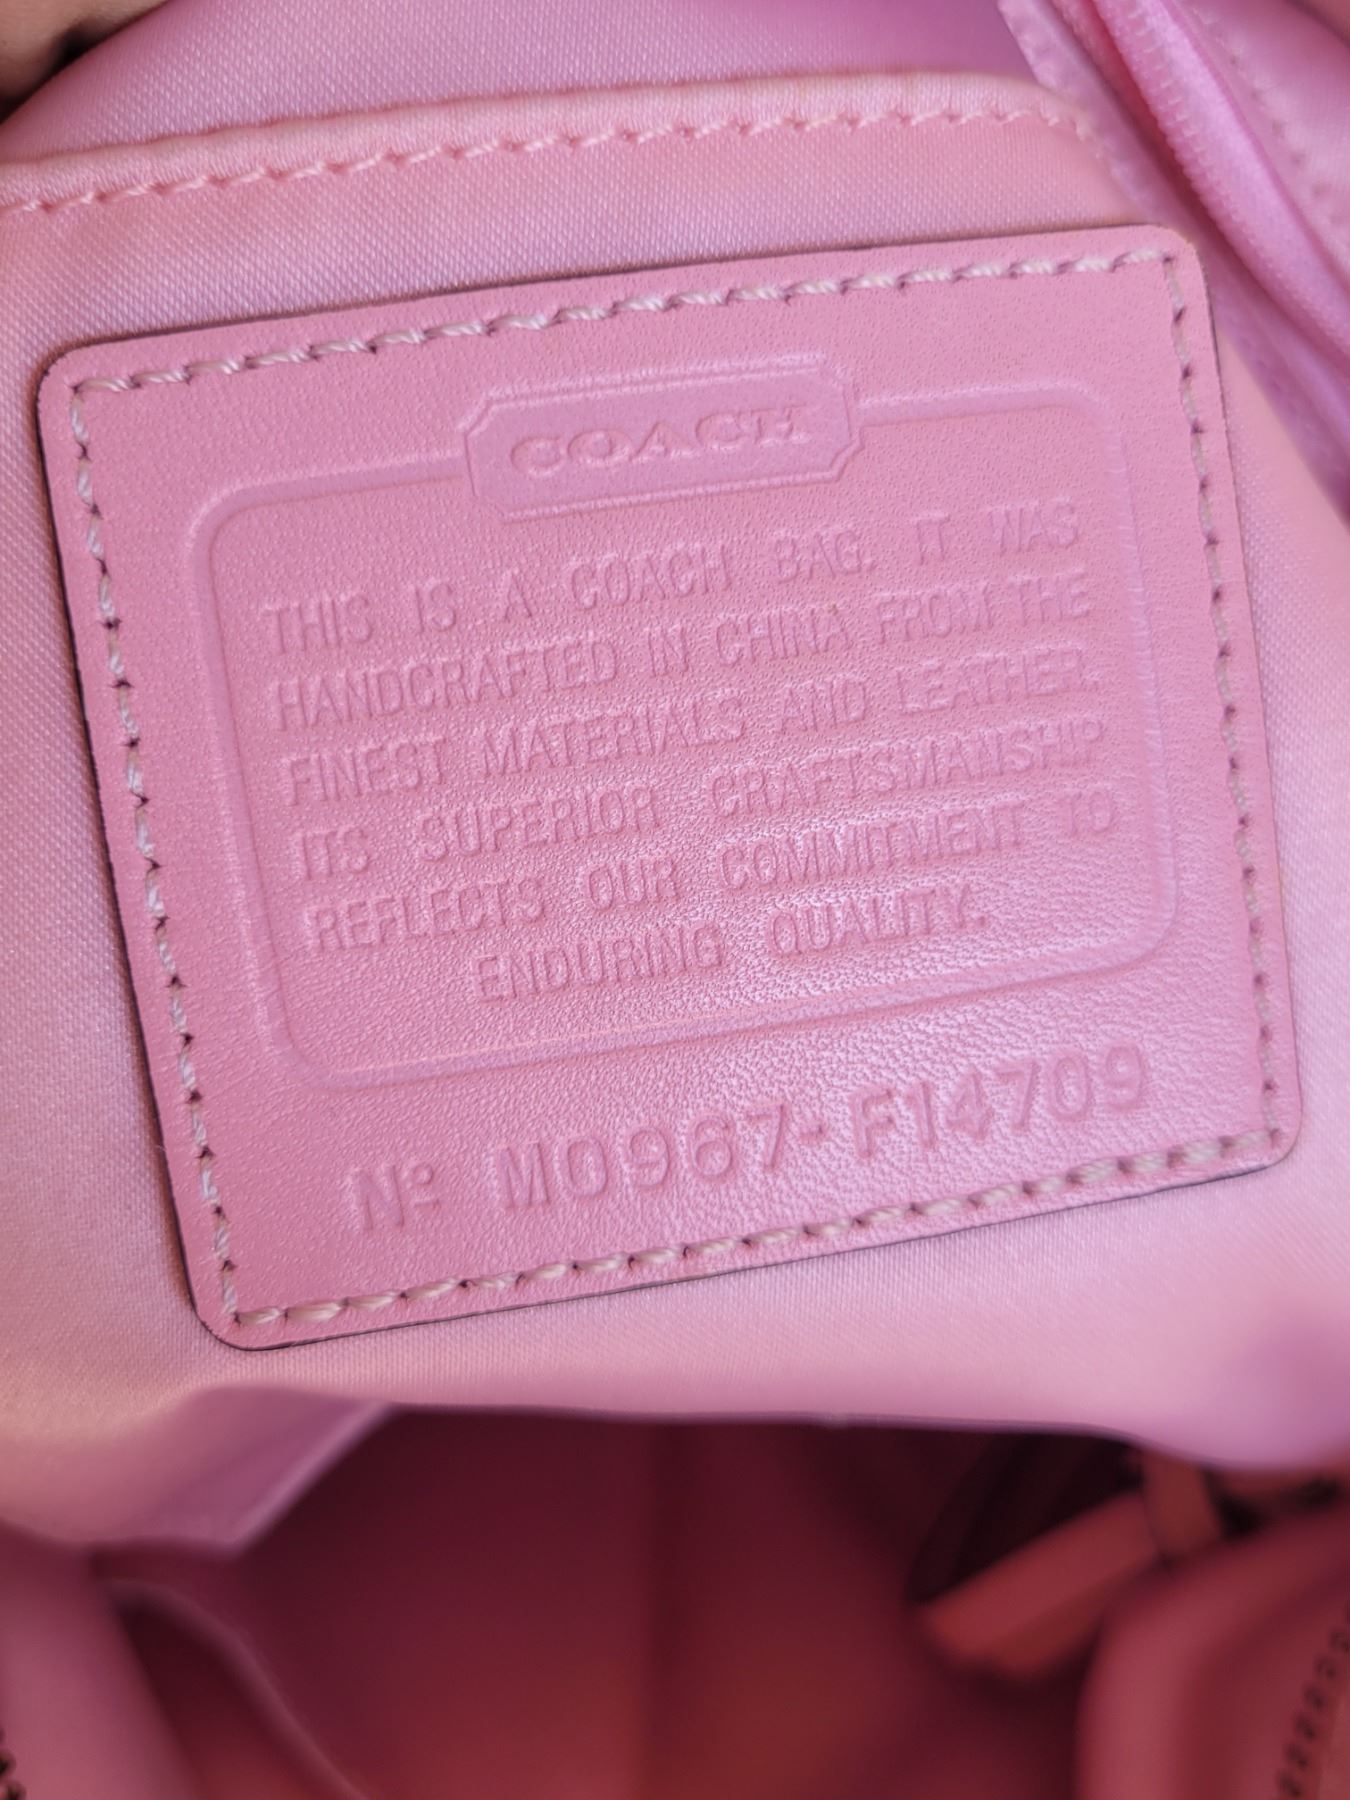 COACH
THIS IS A COACH BAG. IT WAS
HANDCRAFTED IN CHINA FROM THE
FINEST MATERIALS AND LEATHER.
ITS SUPERIOR CRAFTSMANSHIP
REFLECTS OUR COMMITMENT TO
ENDURING QUALITY.
Nº M0967-F14709